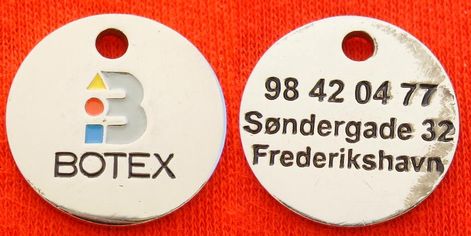 BOTEX
98 42 04 77
Søndergade 32
Frederikshavn